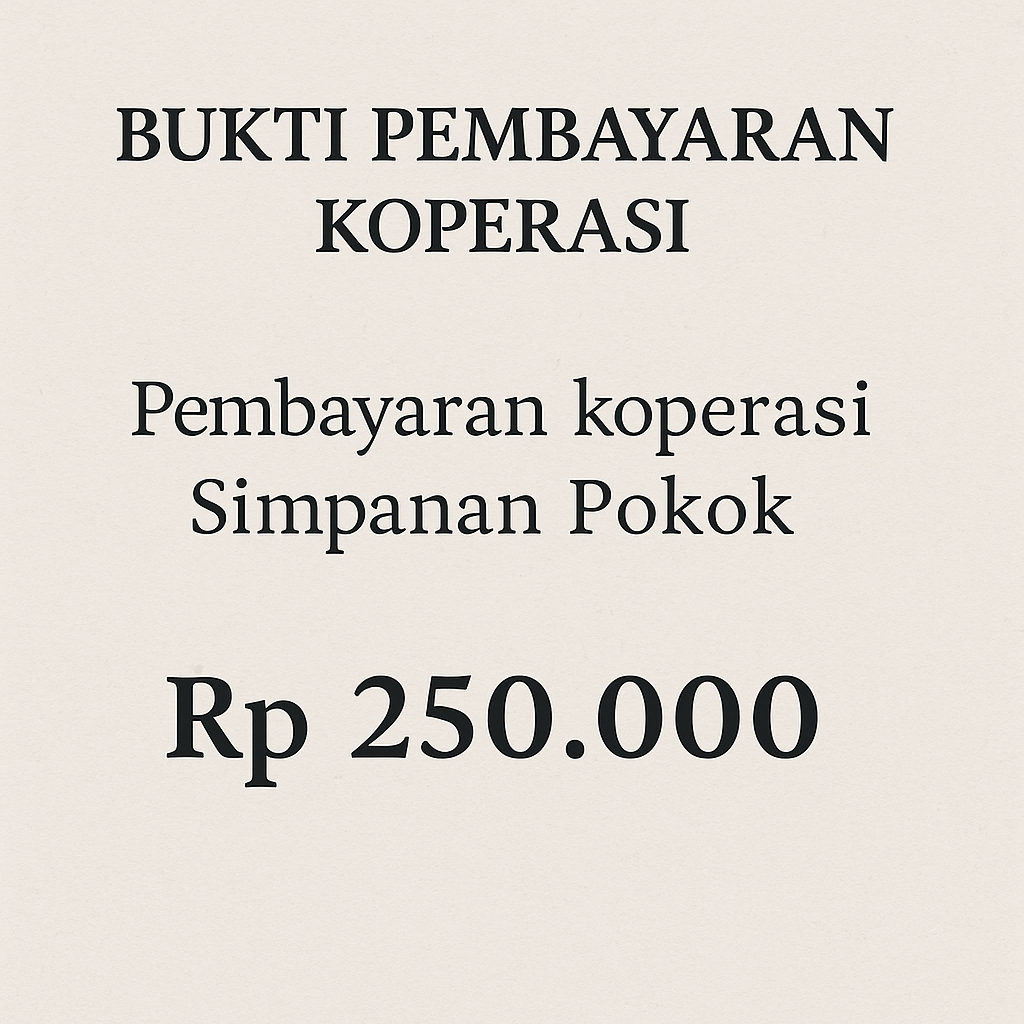 BUKTI PEMBAYARAN
KOPERASI
Pembayaran koperasi
Simpanan Pokok
Rp 250.000